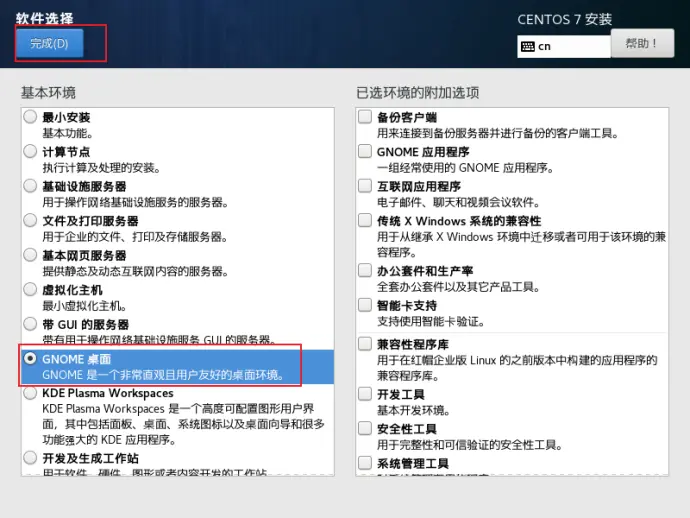 软件选择
CENTOS 7 安装
完成(D)
cn
帮助！
基本环境
已选环境的附加选项
最小安装
基本功能。
计算节点
执行计算及处理的安装。
基础设施服务器
用于操作网络基础设施服务的服务器。
文件及打印服务器
用于企业的文件、打印及存储服务器。
基本网页服务器
提供静态及动态互联网内容的服务器。
虚拟化主机
最小虚拟化主机。
带 GUI 的服务器
带有用于操作网络基础设施服务 GUI 的服务器。
GNOME 桌面
GNOME 是一个非常直观且用户友好的桌面环境。
KDE Plasma Workspaces
KDE Plasma Workspaces 是一个高度可配置图形用户界
面，其中包括面板、桌面、系统图标以及桌面向导和很多
功能强大的 KDE 应用程序。
开发及生成工作站
用于软件、硬件、图形或者内容开发的工作站
备份客户端
用来连接到备份服务器并进行备份的客户端工具。
GNOME 应用程序
一组经常使用的 GNOME 应用程序。
互联网应用程序
电子邮件、聊天和视频会议软件。
传统 X Windows 系统的兼容性
用于从继承 X Windows 环境中迁移或者可用于该环境的兼
容程序。
办公套件和生产率
全套办公套件以及其它产品工具。
智能卡支持
支持使用智能卡验证。
兼容性程序库
用于在红帽企业版 Linux 的之前版本中构建的应用程序的
兼容程序库。
开发工具
基本开发环境。
安全性工具
用于完整性和可信验证的安全性工具。
系统管理工具